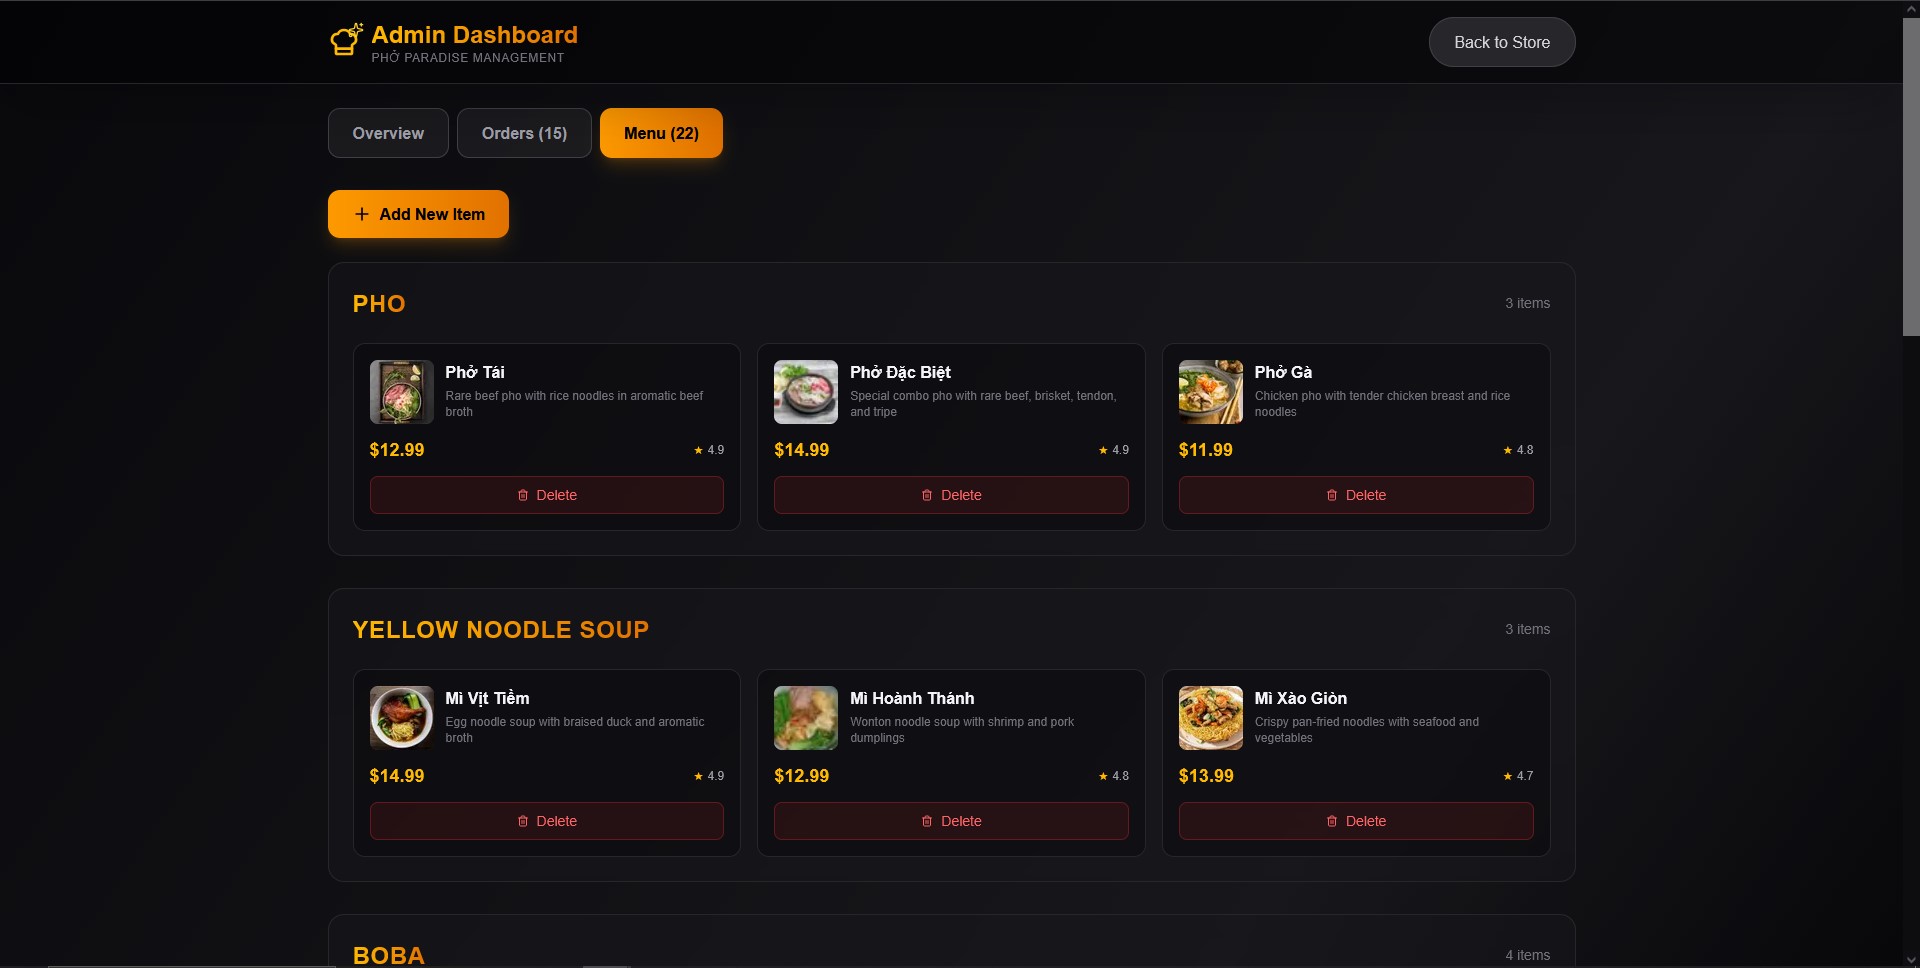 Admin Dashboard
PHỞ PARADISE MANAGEMENT
Back to Store
Overview
Orders (15)
Menu (22)
+ Add New Item
PHO
3 items
Phở Tái
Rare beef pho with rice noodles in aromatic beef
broth
$12.99
★ 4.9
Delete
Phở Đặc Biệt
Special combo pho with rare beef, brisket, tendon,
and tripe
$14.99
★ 4.9
Delete
Phở Gà
Chicken pho with tender chicken breast and rice
noodles
$11.99
★ 4.8
Delete
YELLOW NOODLE SOUP
3 items
Mì Vịt Tiềm
Egg noodle soup with braised duck and aromatic
broth
$14.99
★ 4.9
Delete
Mì Hoành Thánh
Wonton noodle soup with shrimp and pork
dumplings
$12.99
★ 4.8
Delete
Mì Xào Giòn
Crispy pan-fried noodles with seafood and
vegetables
$13.99
★ 4.7
Delete
BOBA
4 items